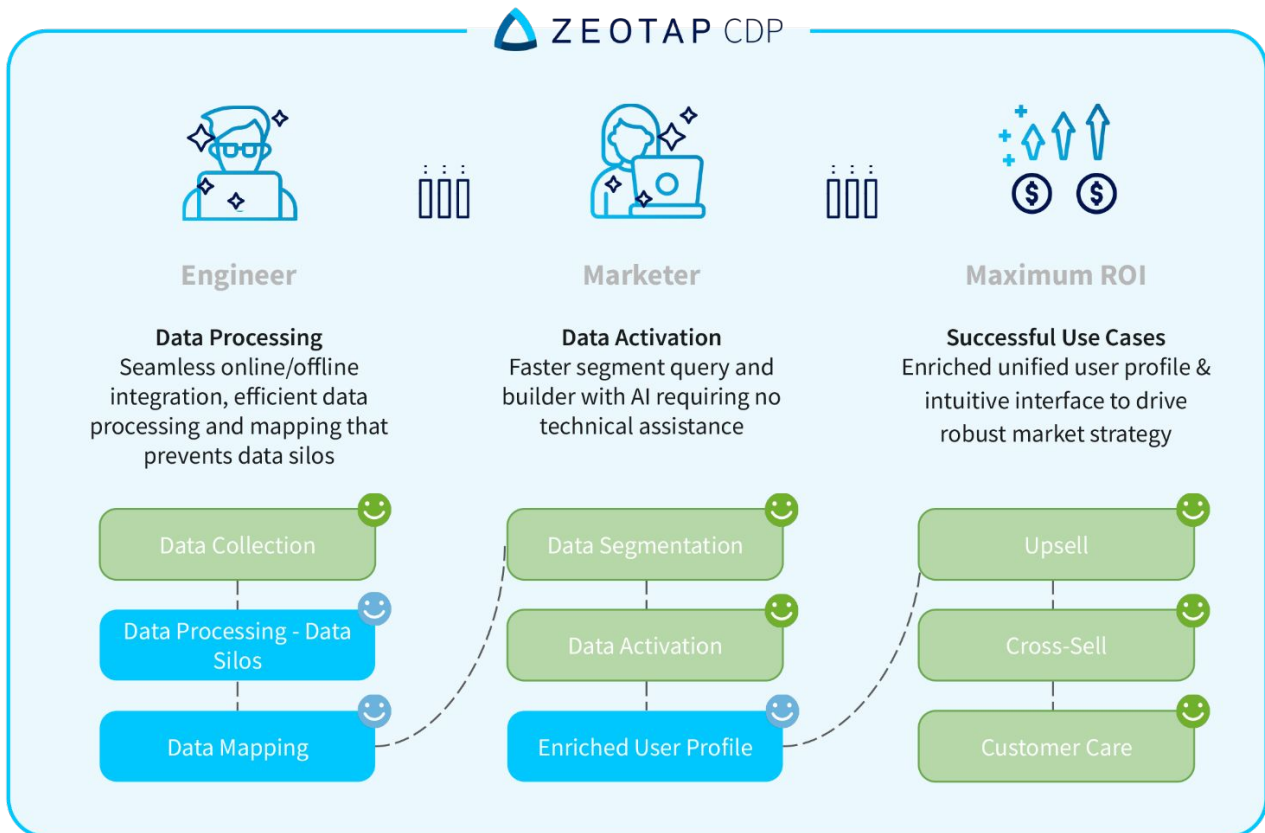 ZEOTAP CDP
Engineer
Marketer
Maximum ROI
Data Processing
Seamless online/offline
integration, efficient data
processing and mapping that
prevents data silos
Data Activation
Faster segment query and
builder with AI requiring no
technical assistance
Successful Use Cases
Enriched unified user profile &
intuitive interface to drive
robust market strategy
Data Collection
Data Processing - Data
Silos
Data Mapping
Data Segmentation
Data Activation
Enriched User Profile
Upsell
Cross-Sell
Customer Care